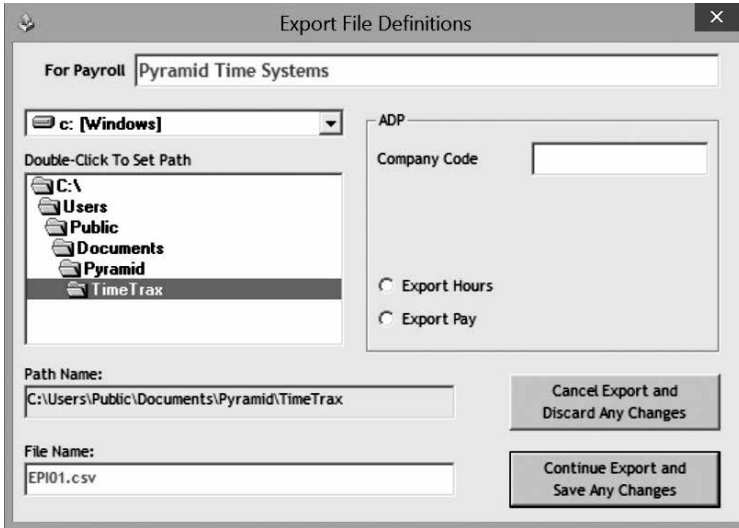 Export File Definitions
For Payroll Pyramid Time Systems
c: [Windows]
Double-Click To Set Path
C:\
Users
Public
Documents
Pyramid
TimeTrax
ADP
Company Code
Export Hours
Export Pay
Path Name:
C:\Users\Public\Documents\Pyramid\TimeTrax
File Name:
EPI01.csv
Cancel Export and
Discard Any Changes
Continue Export and
Save Any Changes